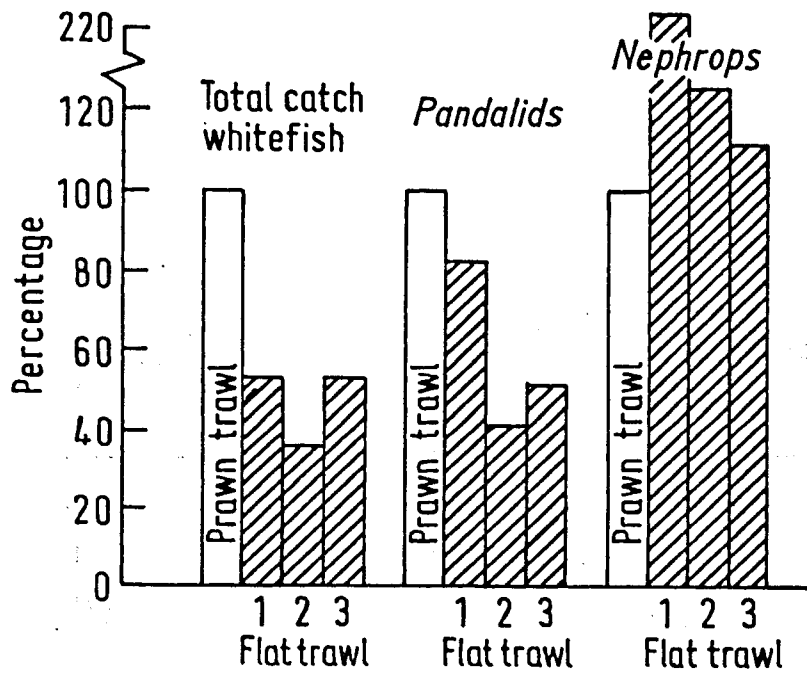 Percentage
220
120
100
80
60
40
20
0
Total catch
whitefish
Pandalids
Nephrops
Prawn trawl
Prawn trawl
Prawn trawl
1 2 3
Flat trawl
1 2 3
Flat trawl
1 2 3
Flat trawl